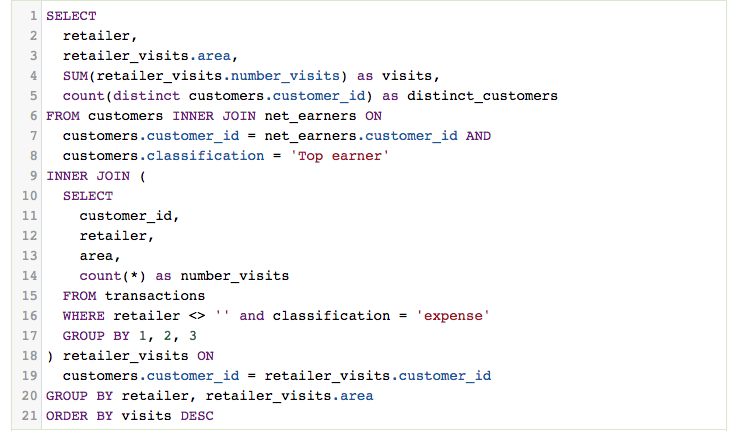 1 SELECT
2 retailer,
3 retailer_visits.area,
4 SUM(retailer_visits.number_visits) as visits,
5 count(distinct customers.customer_id) as distinct_customers
6 FROM customers INNER JOIN net_earners ON
7 customers.customer_id = net_earners.customer_id AND
8 customers.classification = 'Top earner'
9 INNER JOIN (
10 SELECT
11 customer_id,
12 retailer,
13 area,
14 count(*) as number_visits
15 FROM transactions
16 WHERE retailer <> '' and classification = 'expense'
17 GROUP BY 1, 2, 3
18 ) retailer_visits ON
19 customers.customer_id = retailer_visits.customer_id
20 GROUP BY retailer, retailer_visits.area
21 ORDER BY visits DESC